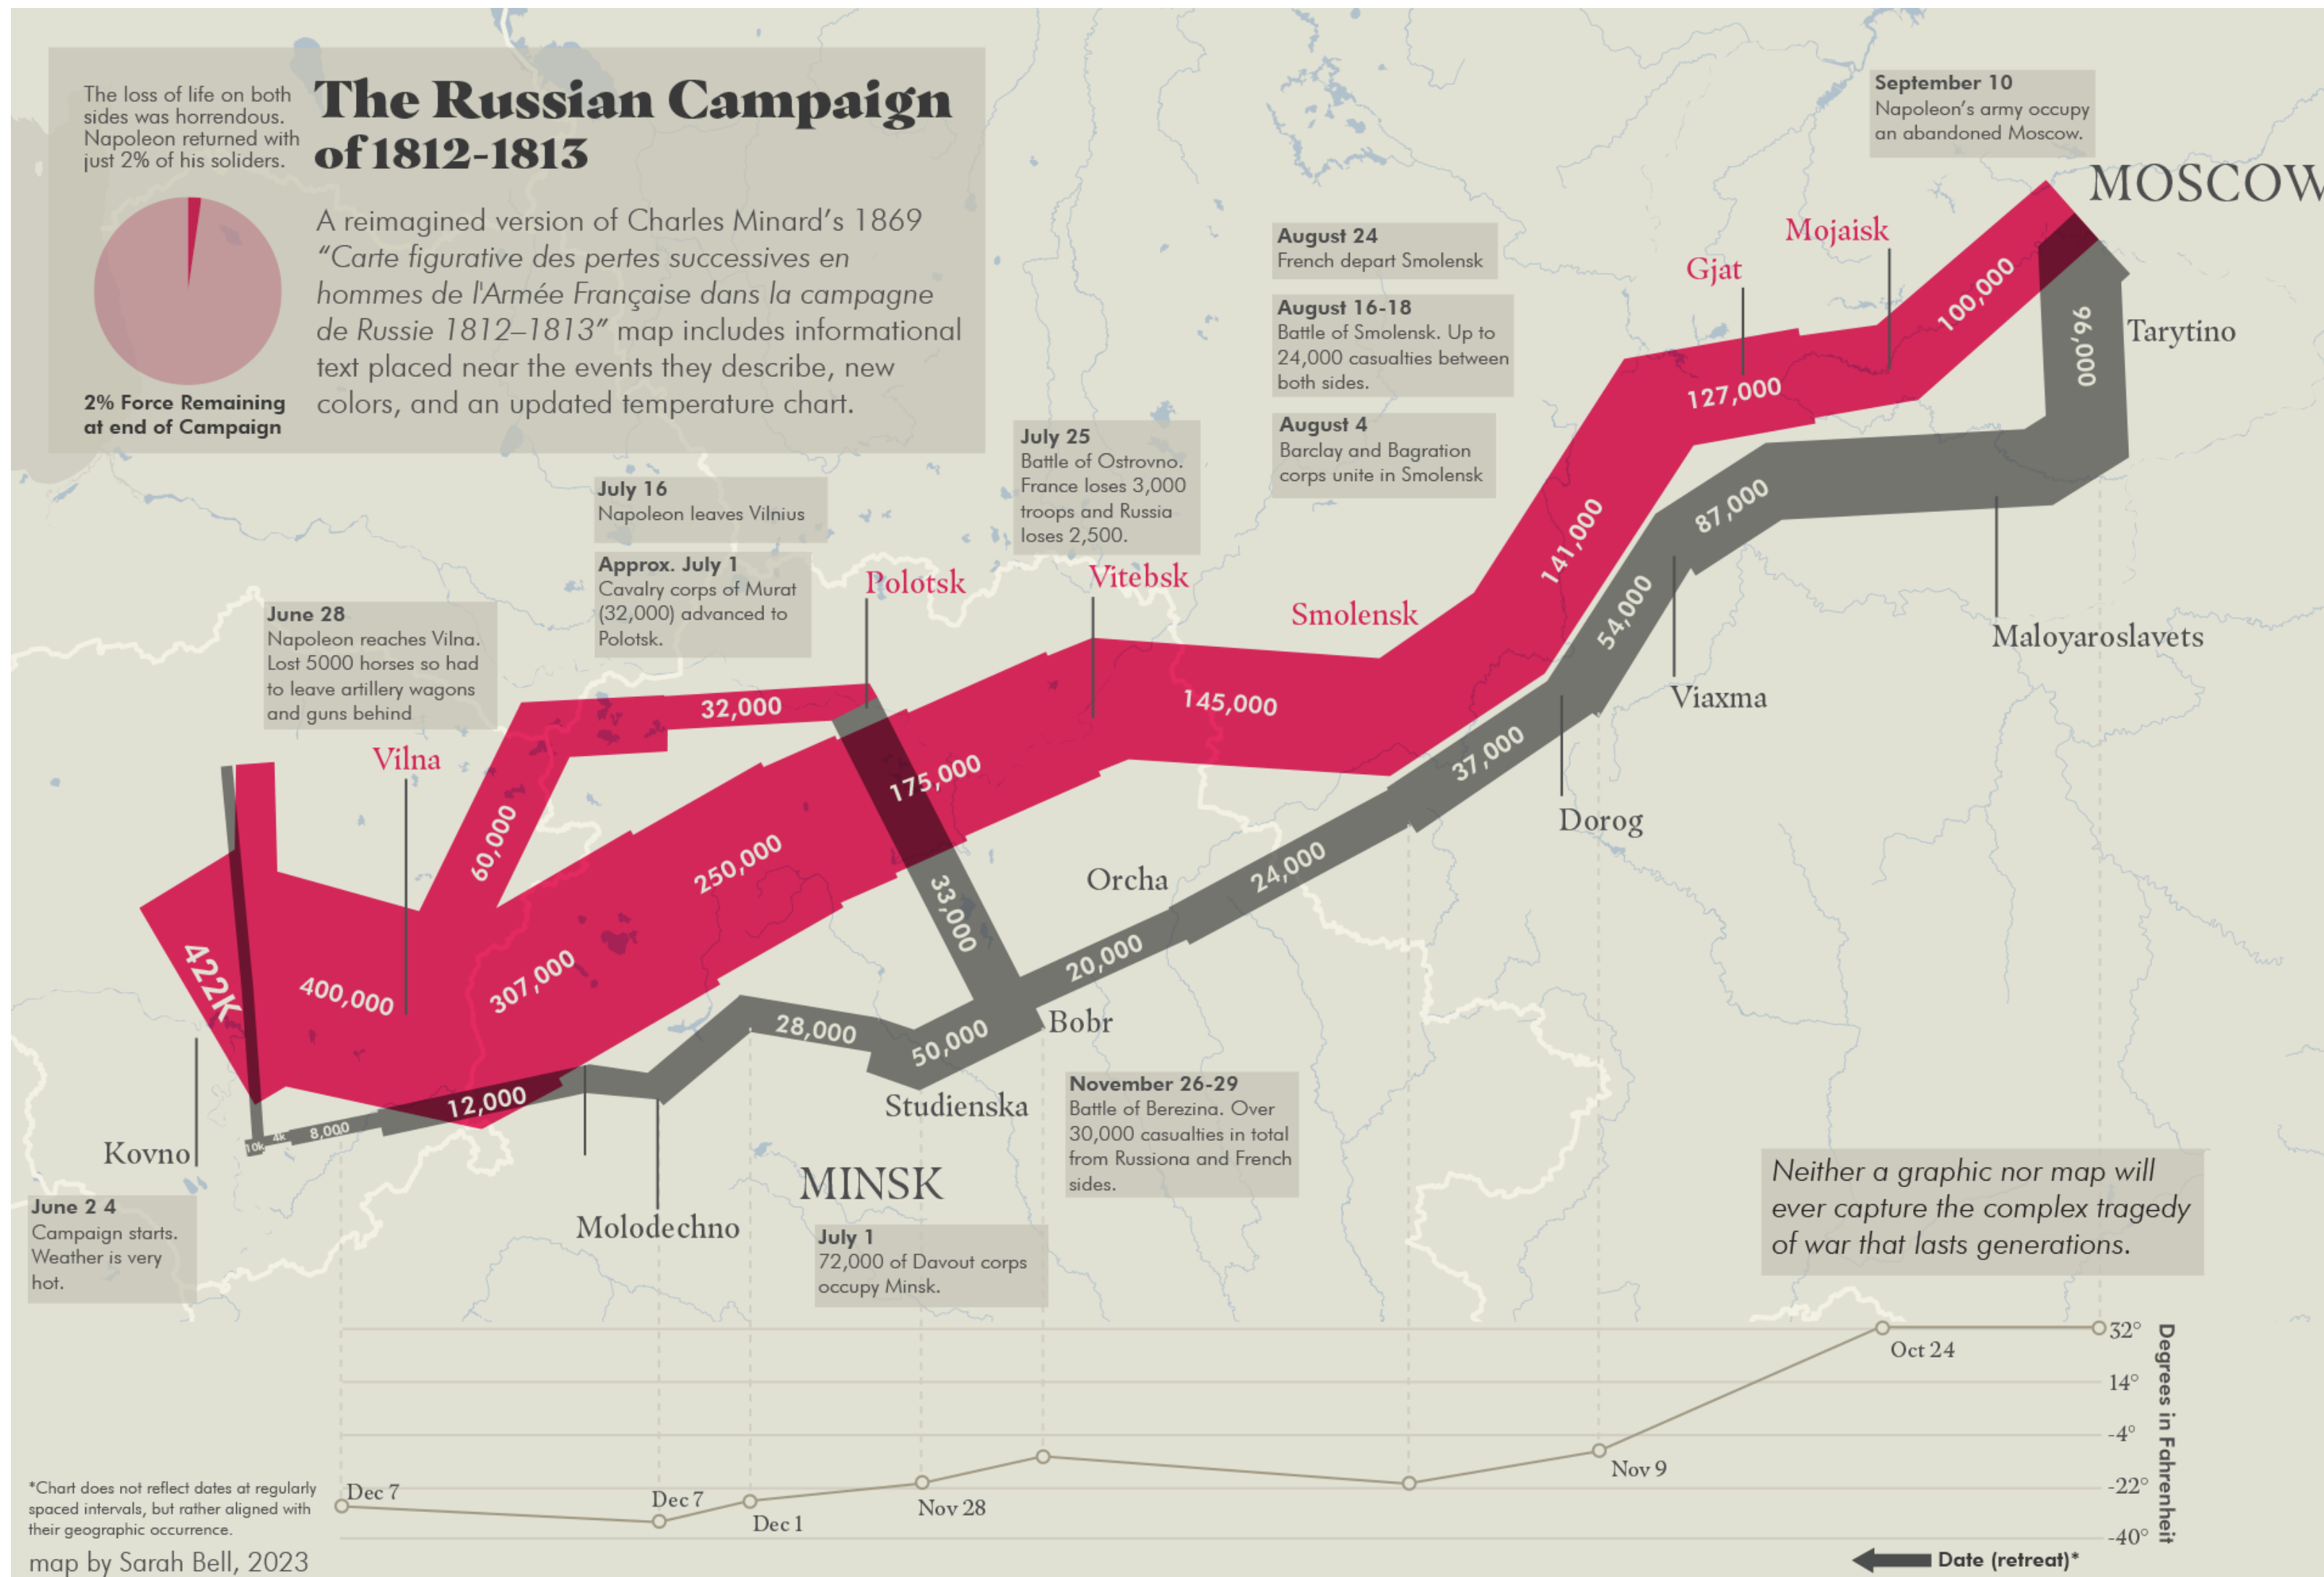 The loss of life on both
sides was horrendous.
Napoleon returned with
just 2% of his soliders.
2% Force Remaining
at end of Campaign
The Russian Campaign
of 1812-1813
A reimagined version of Charles Minard's 1869
"Carte figurative des pertes successives en
hommes de l'Armée Française dans la campagne
de Russie 1812–1813" map includes informational
text placed near the events they describe, new
colors, and an updated temperature chart.
September 10
Napoleon's army occupy
an abandoned Moscow.
MOSCOW
Mojaisk
Gjat
100,000
96,000
Tarytino
127,000
August 24
French depart Smolensk
August 16-18
Battle of Smolensk. Up to
24,000 casualties between
both sides.
August 4
Barclay and Bagration
corps unite in Smolensk
July 25
Battle of Ostrovno.
France loses 3,000
troops and Russia
loses 2,500.
July 16
Napoleon leaves Vilnius
Approx. July 1
Cavalry corps of Murat
(32,000) advanced to
Polotsk.
June 28
Napoleon reaches Vilna.
Lost 5000 horses so had
to leave artillery wagons
and guns behind
Polotsk
Vitebsk
Smolensk
141,000
87,000
54,000
Maloyaroslavets
Viaxma
32,000
145,000
Vilna
175,000
37,000
Dorog
60,000
250,000
33,000
Orcha
24,000
422K
400,000
307,000
20,000
28,000
50,000
Bobr
12,000
8,000
4k
10k
Studienska
Kovno
MINSK
Molodechno
November 26-29
Battle of Berezina. Over
30,000 casualties in total
from Russiona and French
sides.
June 2 4
Campaign starts.
Weather is very
hot.
July 1
72,000 of Davout corps
occupy Minsk.
Neither a graphic nor map will
ever capture the complex tragedy
of war that lasts generations.
32°
14°
-4°
-22°
-40°
Degrees in Fahrenheit
Oct 24
Nov 9
Nov 28
Dec 1
Dec 7
Dec 7
Date (retreat)*
*Chart does not reflect dates at regularly
spaced intervals, but rather aligned with
their geographic occurrence.
map by Sarah Bell, 2023